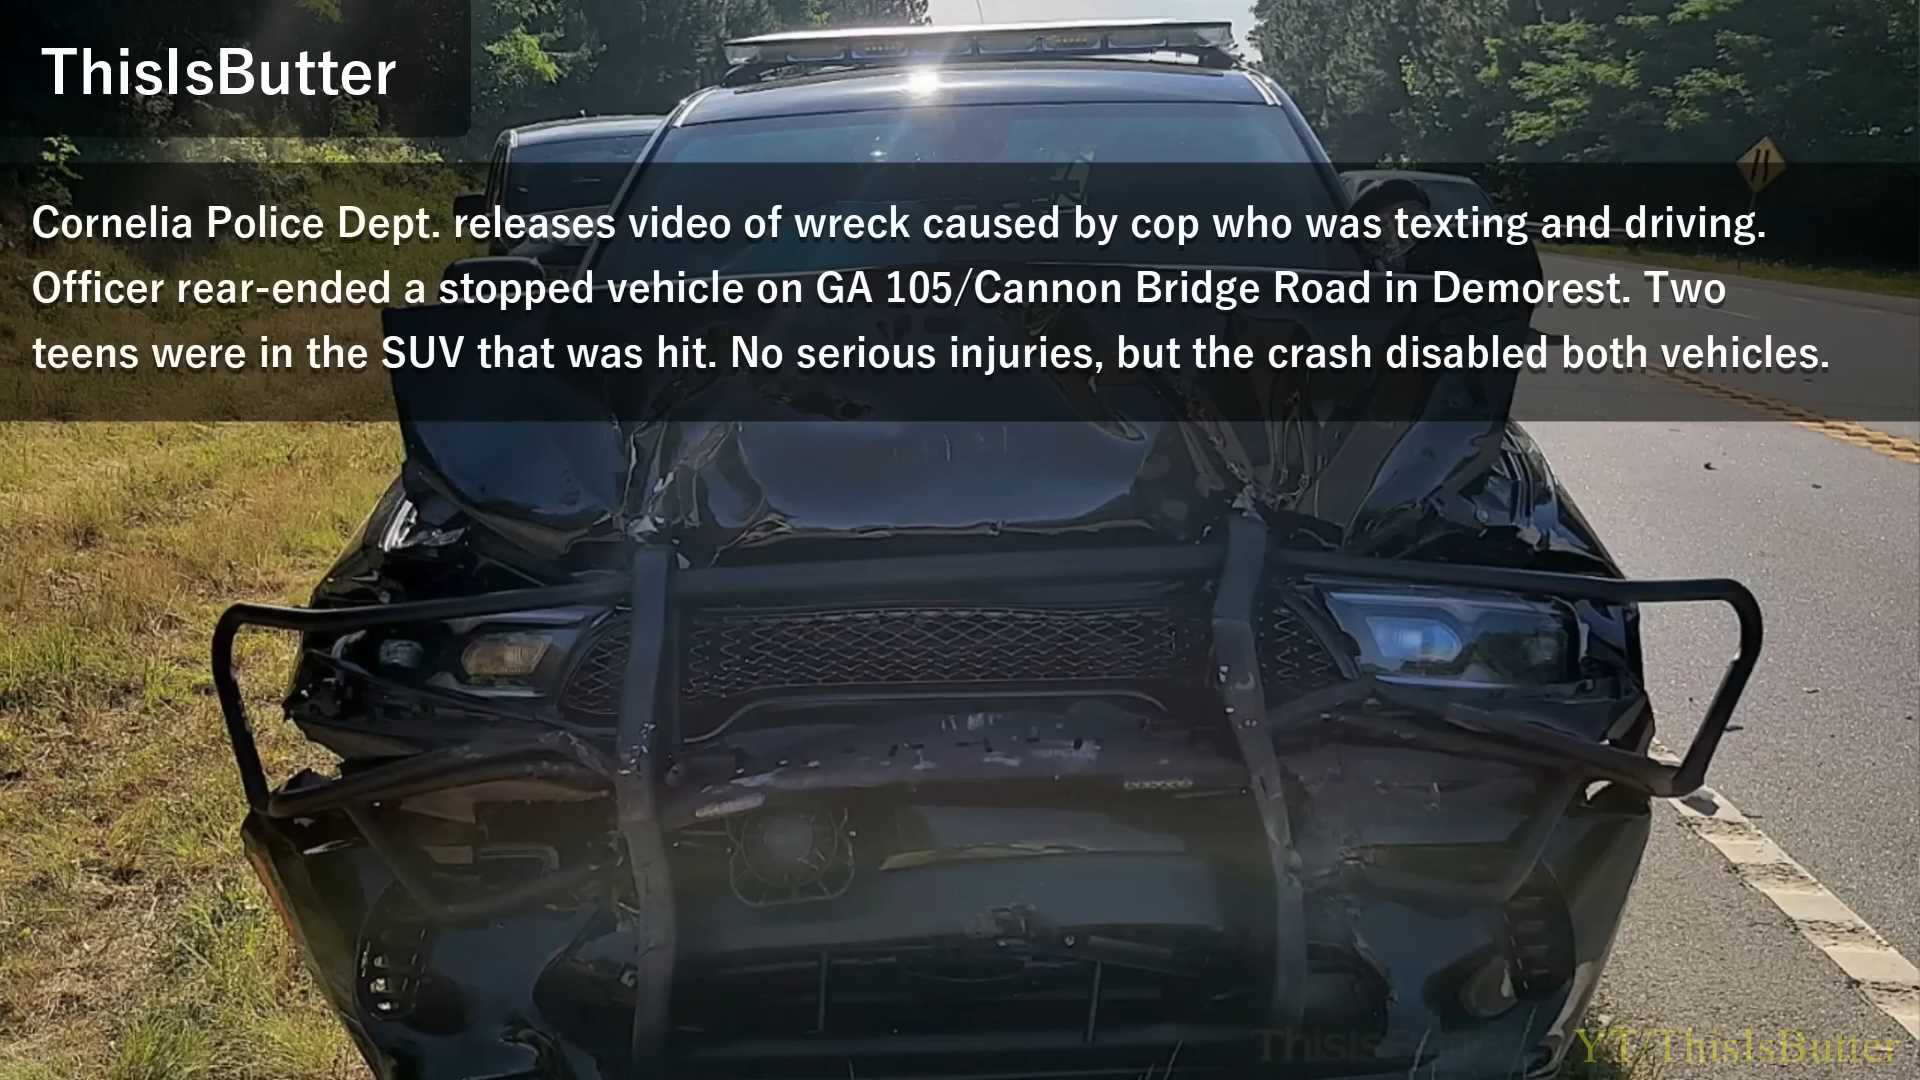 ThisIsButter
Cornelia Police Dept. releases video of wreck caused by cop who was texting and driving.
Officer rear-ended a stopped vehicle on GA 105/Cannon Bridge Road in Demorest. Two
teens were in the SUV that was hit. No serious injuries, but the crash disabled both vehicles.
ThisIsButter
YT/ThisIsButter